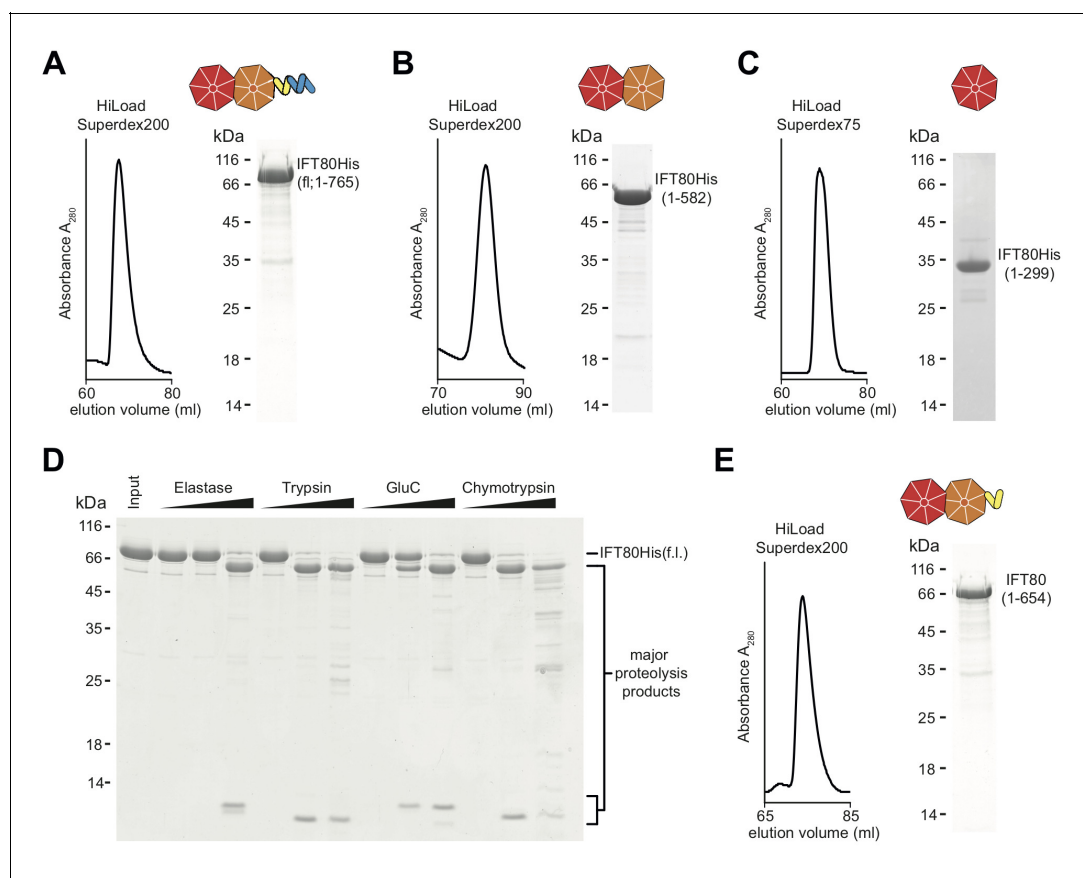 A
HiLoad
Superdex200
Absorbance A280
60
80
elution volume (ml)
kDa
116
66
45
35
25
18
14
IFT80His
(fl;1-765)
B
HiLoad
Superdex200
Absorbance A280
70
90
elution volume (ml)
kDa
116
66
45
35
25
18
14
IFT80His
(1-582)
C
HiLoad
Superdex75
Absorbance A280
60
80
elution volume (ml)
kDa
116
66
45
35
25
18
14
IFT80His
(1-299)
D
kDa
Input
Elastase
Trypsin
GluC
Chymotrypsin
116
66
45
35
25
18
14
IFT80His(f.l.)
major
proteolysis
products
E
HiLoad
Superdex200
Absorbance A280
65
85
elution volume (ml)
kDa
116
66
45
35
25
18
14
IFT80
(1-654)